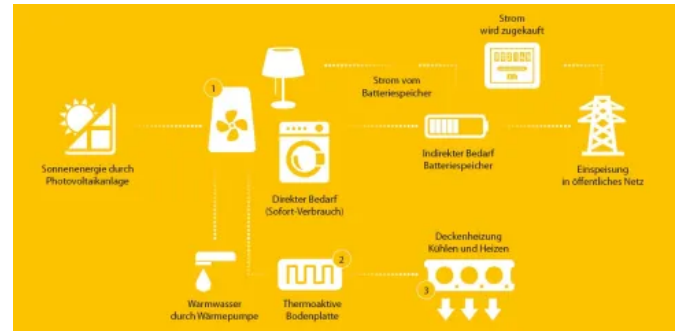 Strom
wird zugekauft
1
Strom vom
Batteriespeicher
Sonnenenergie durch
Photovoltaikanlage
Direkter Bedarf
(Sofort-Verbrauch)
Indirekter Bedarf
Batteriespeicher
Einspeisung
in öffentliches Netz
Deckenheizung
Kühlen und Heizen
2
3
Warmwasser
durch Wärmepumpe
Thermoaktive
Bodenplatte